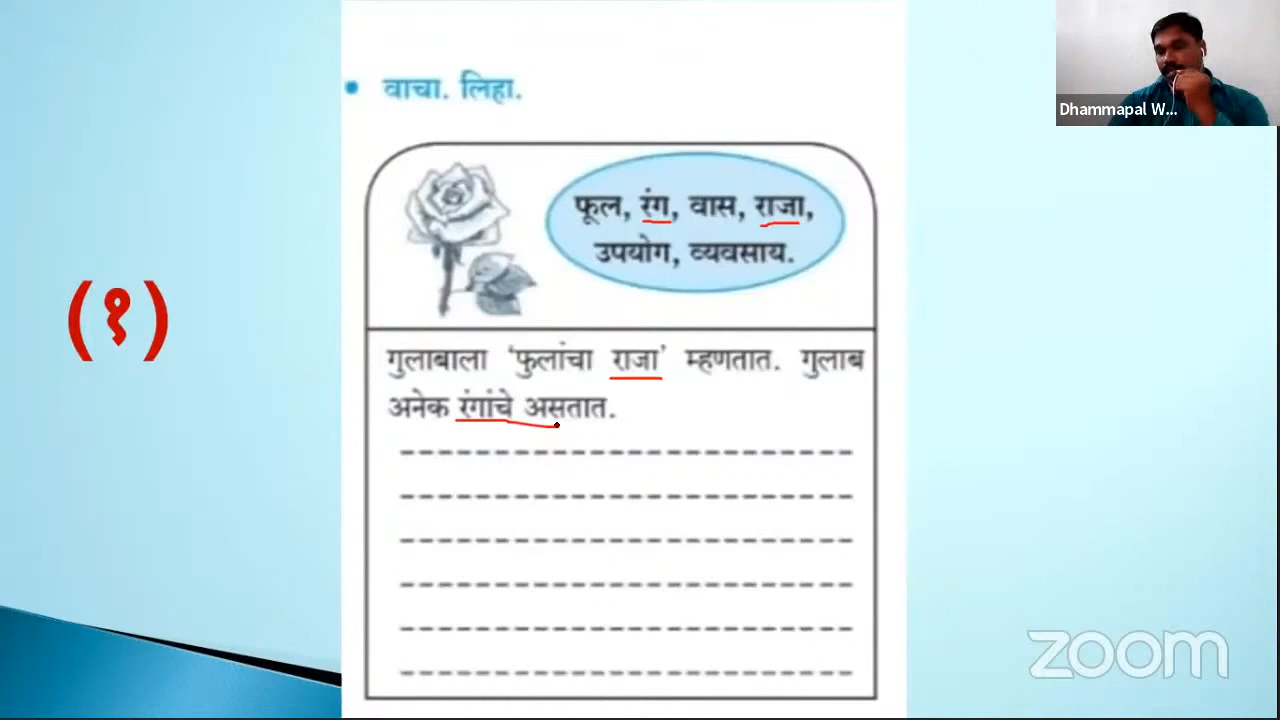 • वाचा. लिहा.
फूल, रंग, वास, राजा,
उपयोग, व्यवसाय.
(१)
गुलाबाला 'फुलांचा राजा' म्हणतात. गुलाब
अनेक रंगांचे असतात.
Dhammapal W...
zoom